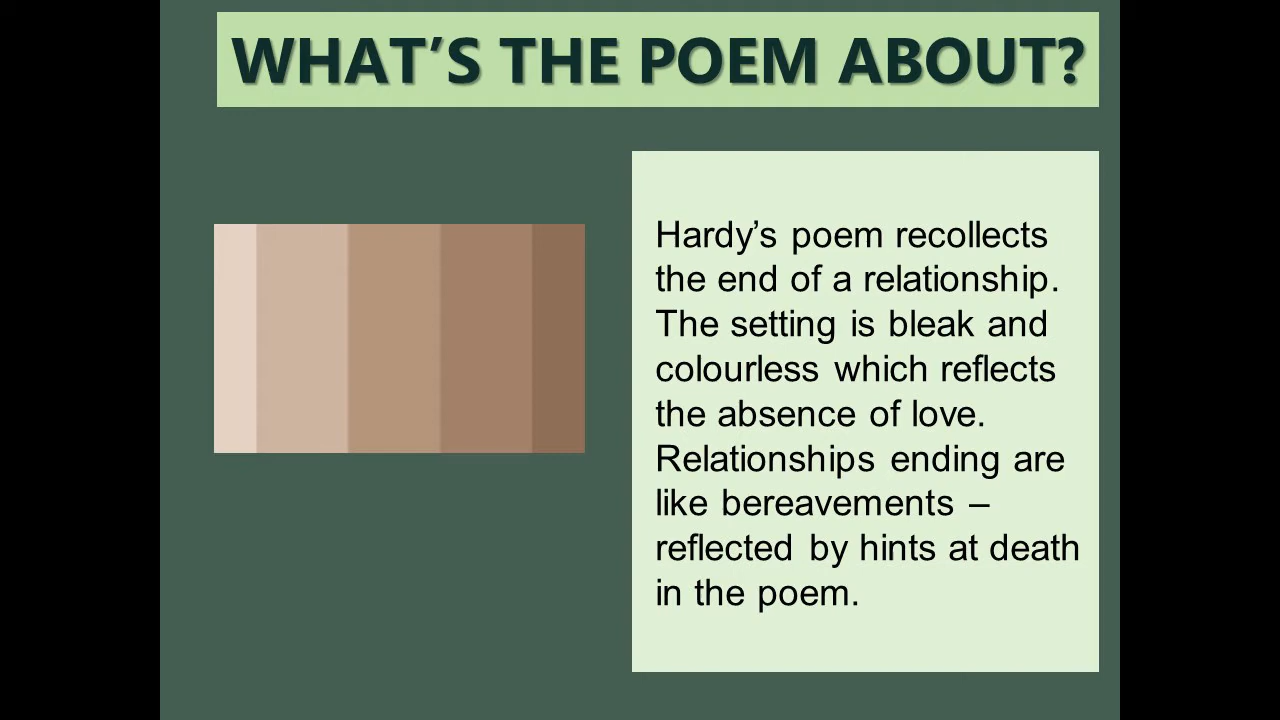 WHAT’S THE POEM ABOUT?
Hardy’s poem recollects
the end of a relationship.
The setting is bleak and
colourless which reflects
the absence of love.
Relationships ending are
like bereavements –
reflected by hints at death
in the poem.